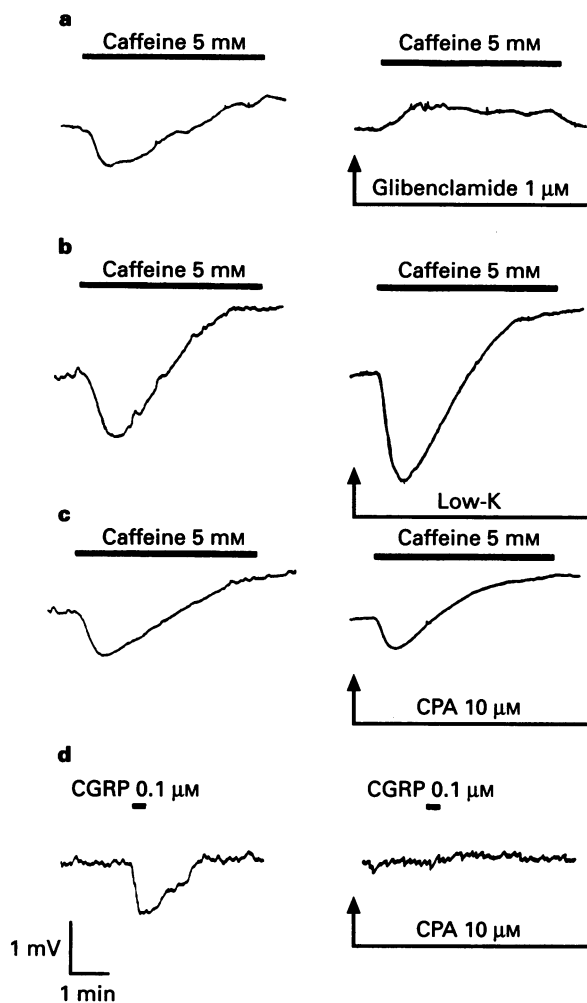 a
Caffeine 5 mM
Caffeine 5 mM
Glibenclamide 1 µM
b
Caffeine 5 mM
Caffeine 5 mM
Low-K
c
Caffeine 5 mM
Caffeine 5 mM
CPA 10 µM
d
CGRP 0.1 µM
CGRP 0.1 µM
CPA 10 µM
1 mV
1 min